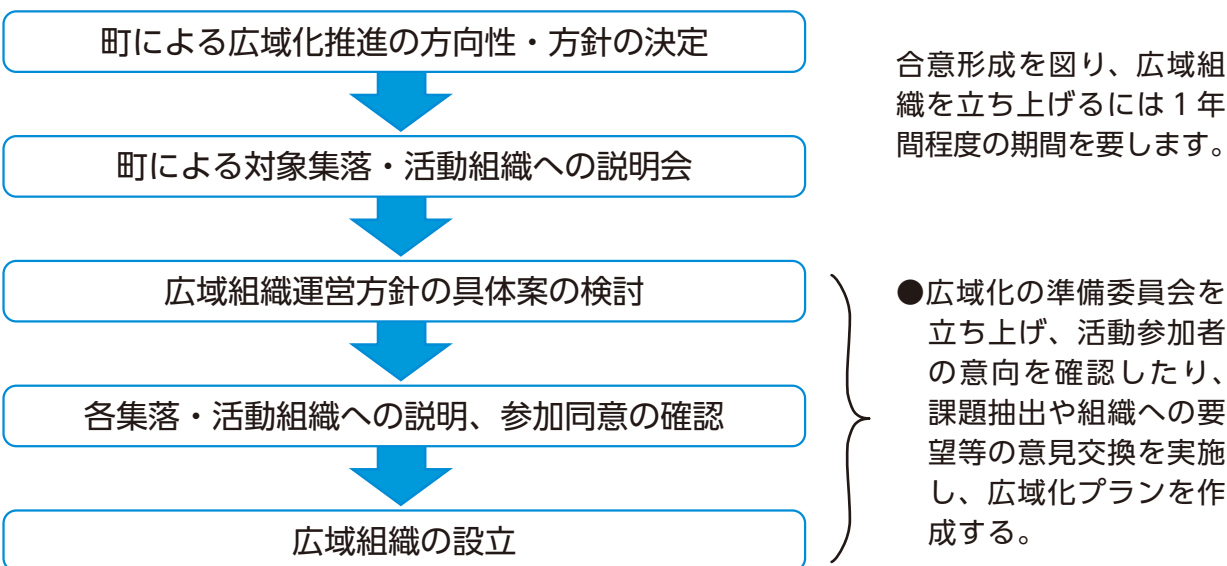 町による広域化推進の方向性・方針の決定
町による対象集落・活動組織への説明会
広域組織運営方針の具体案の検討
各集落・活動組織への説明、参加同意の確認
広域組織の設立
合意形成を図り、広域組
織を立ち上げるには1年
間程度の期間を要します。
●広域化の準備委員会を
立ち上げ、活動参加者
の意向を確認したり、
課題抽出や組織への要
望等の意見交換を実施
し、広域化プランを作
成する。